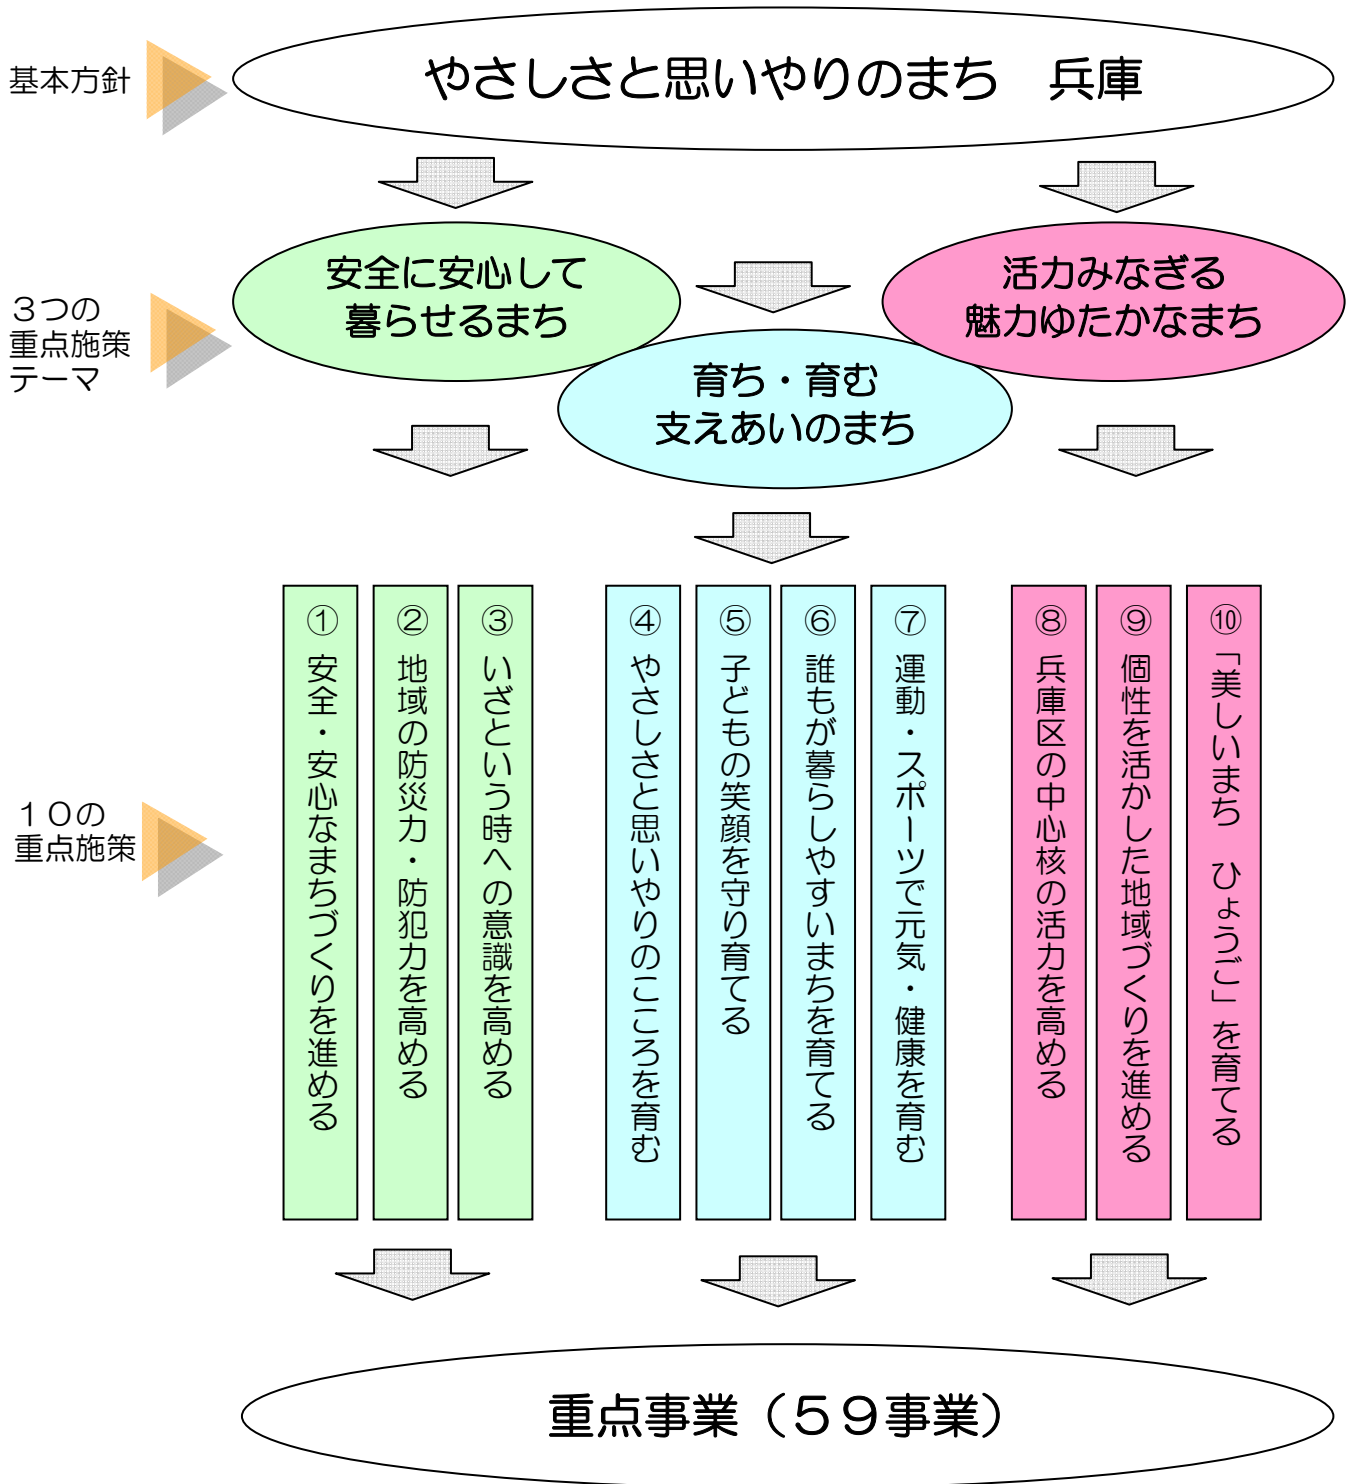 基本方針
やさしさと思いやりのまち　兵庫
３つの
重点施策
テーマ
安全に安心して
暮らせるまち
育ち・育む
支えあいのまち
活力みなぎる
魅力ゆたかなまち
１０の
重点施策
① 安全・安心なまちづくりを進める
② 地域の防災力・防犯力を高める
③ いざという時への意識を高める
④ やさしさと思いやりのこころを育む
⑤ 子どもの笑顔を守り育てる
⑥ 誰もが暮らしやすいまちを育てる
⑦ 運動・スポーツで元気・健康を育む
⑧ 兵庫区の中心核の活力を高める
⑨ 個性を活かした地域づくりを進める
⑩ 「美しいまち　ひょうご」を育てる
重点事業（５９事業）